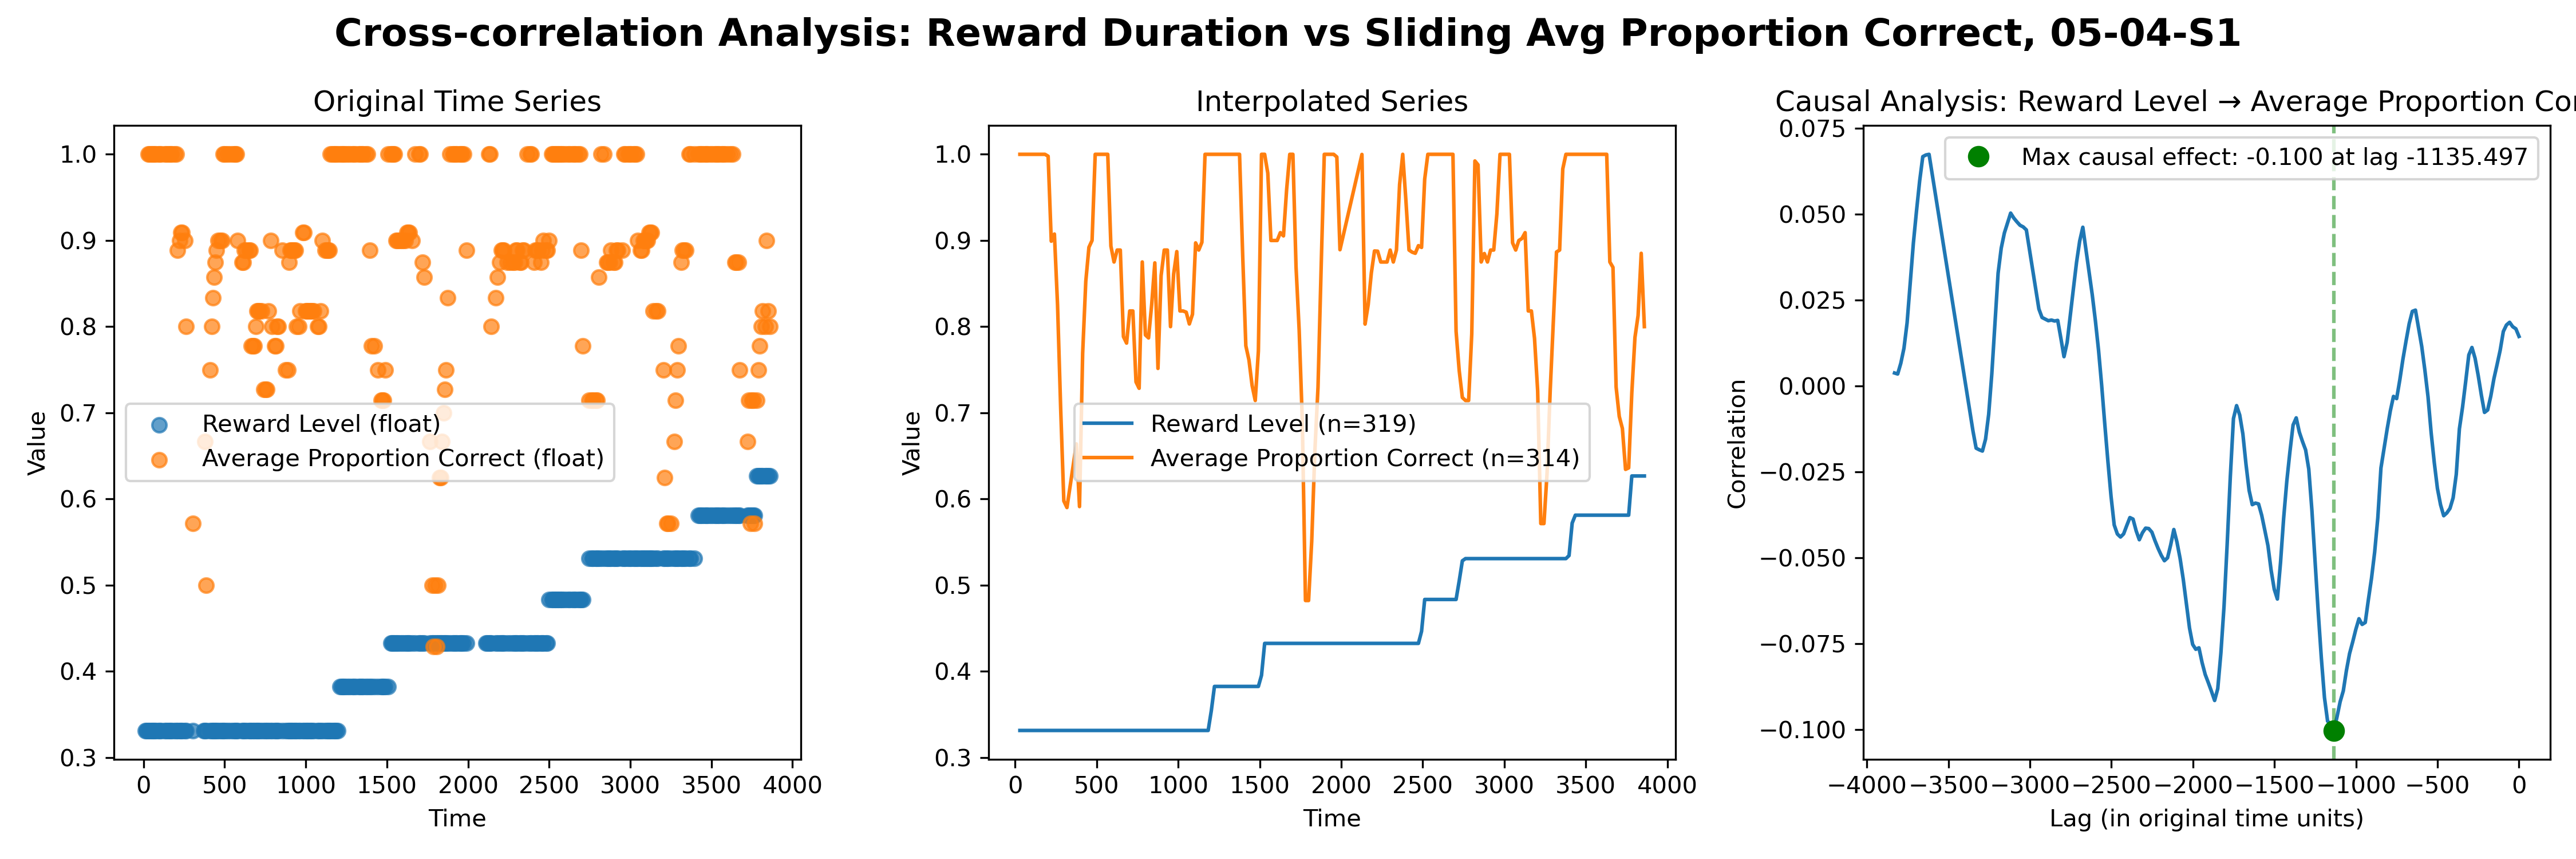 Cross-correlation Analysis: Reward Duration vs Sliding Avg Proportion Correct, 05-04-S1
Original Time Series
Value
1.0
0.9
0.8
0.7
0.6
0.5
0.4
0.3
Reward Level (float)
Average Proportion Correct (float)
0 500 1000 1500 2000 2500 3000 3500 4000
Time
Interpolated Series
Value
1.0
0.9
0.8
0.7
0.6
0.5
0.4
0.3
Reward Level (n=319)
Average Proportion Correct (n=314)
0 500 1000 1500 2000 2500 3000 3500 4000
Time
Causal Analysis: Reward Level → Average Proportion Co
Correlation
0.075
0.050
0.025
0.000
−0.025
−0.050
−0.075
−0.100
Max causal effect: -0.100 at lag -1135.497
−4000 −3500 −3000 −2500 −2000 −1500 −1000 −500 0
Lag (in original time units)